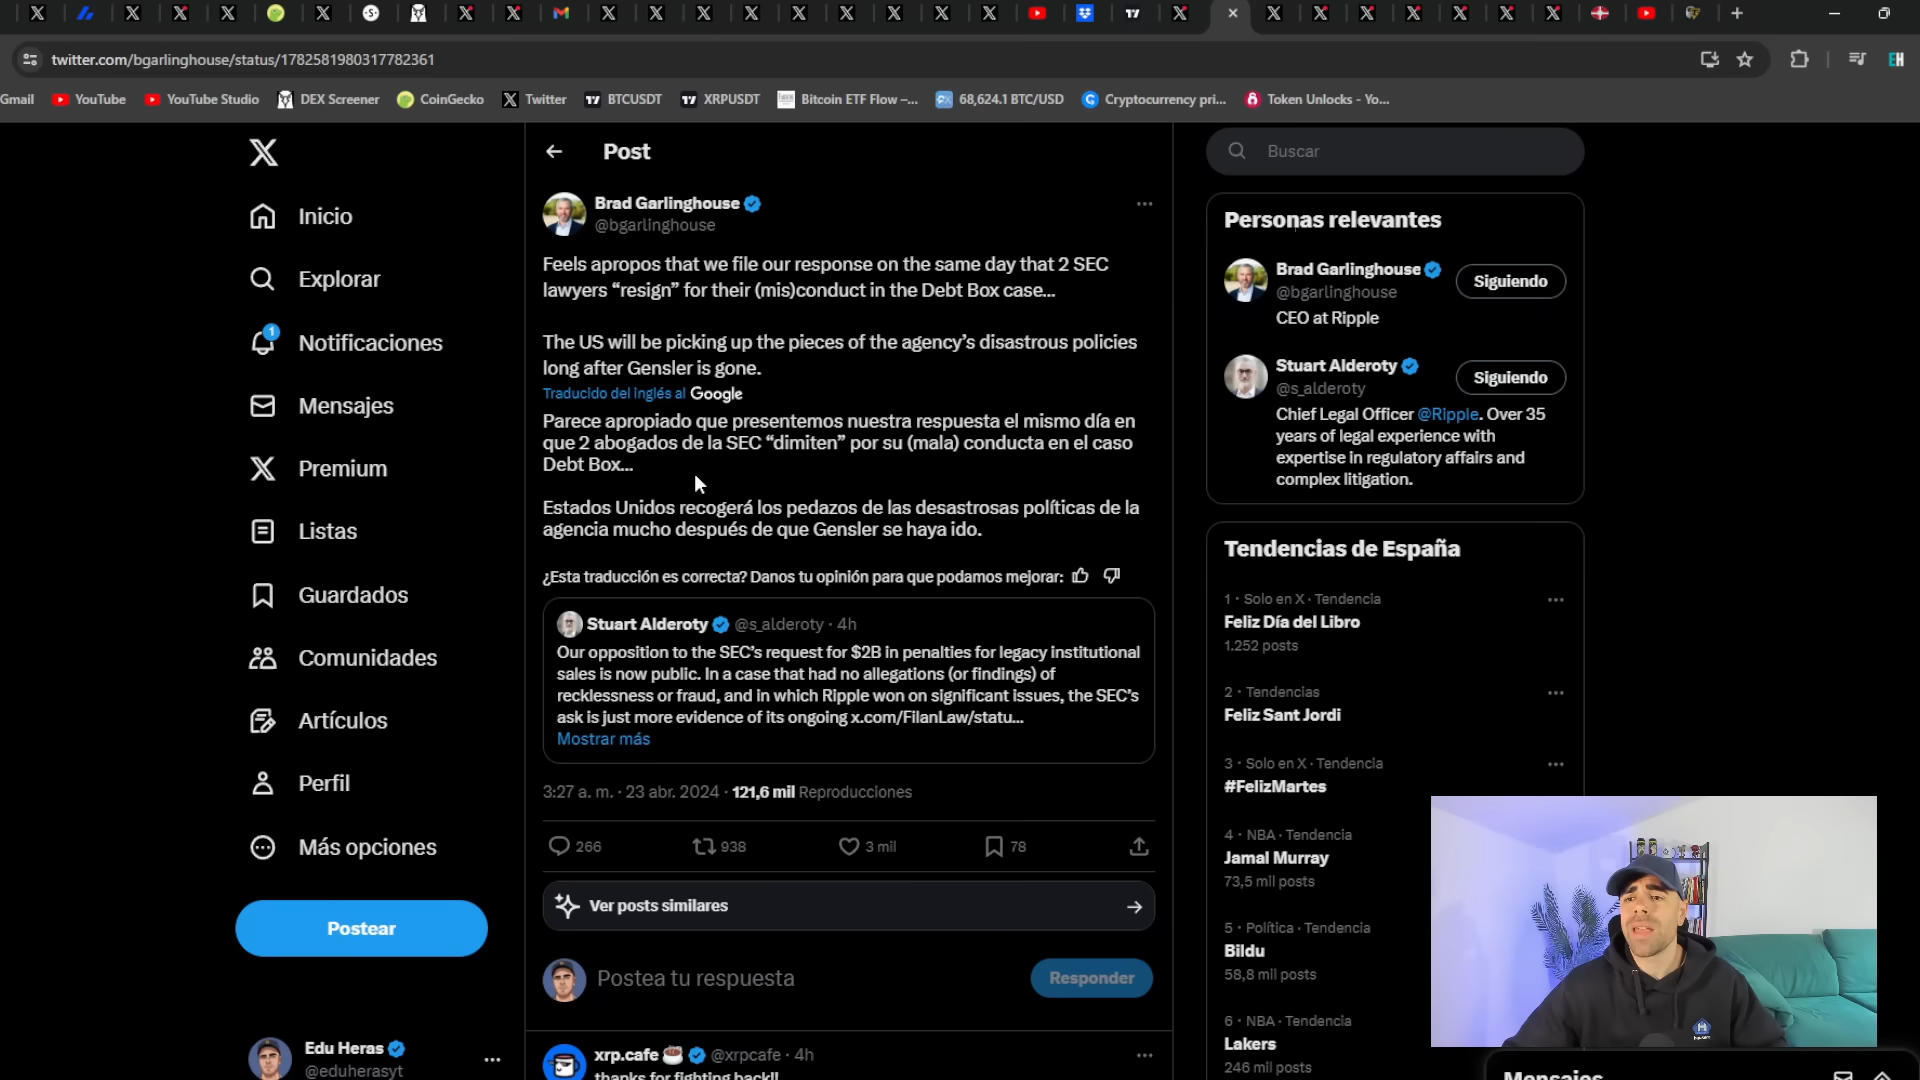 twitter.com/bgarlinghouse/status/1782581980317782361
Gmail YouTube YouTube Studio DEX Screener CoinGecko Twitter BTCUSDT XRPUSDT Bitcoin ETF Flow –... 68,624.1 BTC/USD Cryptocurrency pri... Token Unlocks - Yo...
Inicio
Explorar
1
Notificaciones
Mensajes
Premium
Listas
Guardados
Comunidades
Artículos
Perfil
Más opciones
Postear
Edu Heras
@eduherasyt
Post
Brad Garlinghouse
@bgarlinghouse
Feels apropos that we file our response on the same day that 2 SEC
lawyers “resign” for their (mis)conduct in the Debt Box case...
The US will be picking up the pieces of the agency’s disastrous policies
long after Gensler is gone.
Traducido del inglés al Google
Parece apropiado que presentemos nuestra respuesta el mismo día en
que 2 abogados de la SEC “dimiten” por su (mala) conducta en el caso
Debt Box...
Estados Unidos recogerá los pedazos de las desastrosas políticas de la
agencia mucho después de que Gensler se haya ido.
¿Esta traducción es correcta? Danos tu opinión para que podamos mejorar:
Stuart Alderoty @s_alderoty · 4h
Our opposition to the SEC’s request for $2B in penalties for legacy institutional
sales is now public. In a case that had no allegations (or findings) of
recklessness or fraud, and in which Ripple won on significant issues, the SEC’s
ask is just more evidence of its ongoing x.com/FilanLaw/statu...
Mostrar más
3:27 a. m. · 23 abr. 2024 · 121,6 mil Reproducciones
266 938 3 mil 78
Ver posts similares
Postea tu respuesta
Responder
xrp.cafe @xrpcafe · 4h
thanks for fighting back!!
Buscar
Personas relevantes
Brad Garlinghouse
@bgarlinghouse
Siguiendo
CEO at Ripple
Stuart Alderoty
@s_alderoty
Siguiendo
Chief Legal Officer @Ripple. Over 35
years of legal experience with
expertise in regulatory affairs and
complex litigation.
Tendencias de España
1 · Solo en X · Tendencia
Feliz Día del Libro
1.252 posts
2 · Tendencias
Feliz Sant Jordi
3 · Solo en X · Tendencia
#FelizMartes
4 · NBA · Tendencia
Jamal Murray
73,5 mil posts
5 · Política · Tendencia
Bildu
58,8 mil posts
6 · NBA · Tendencia
Lakers
246 mil posts
Mensajes